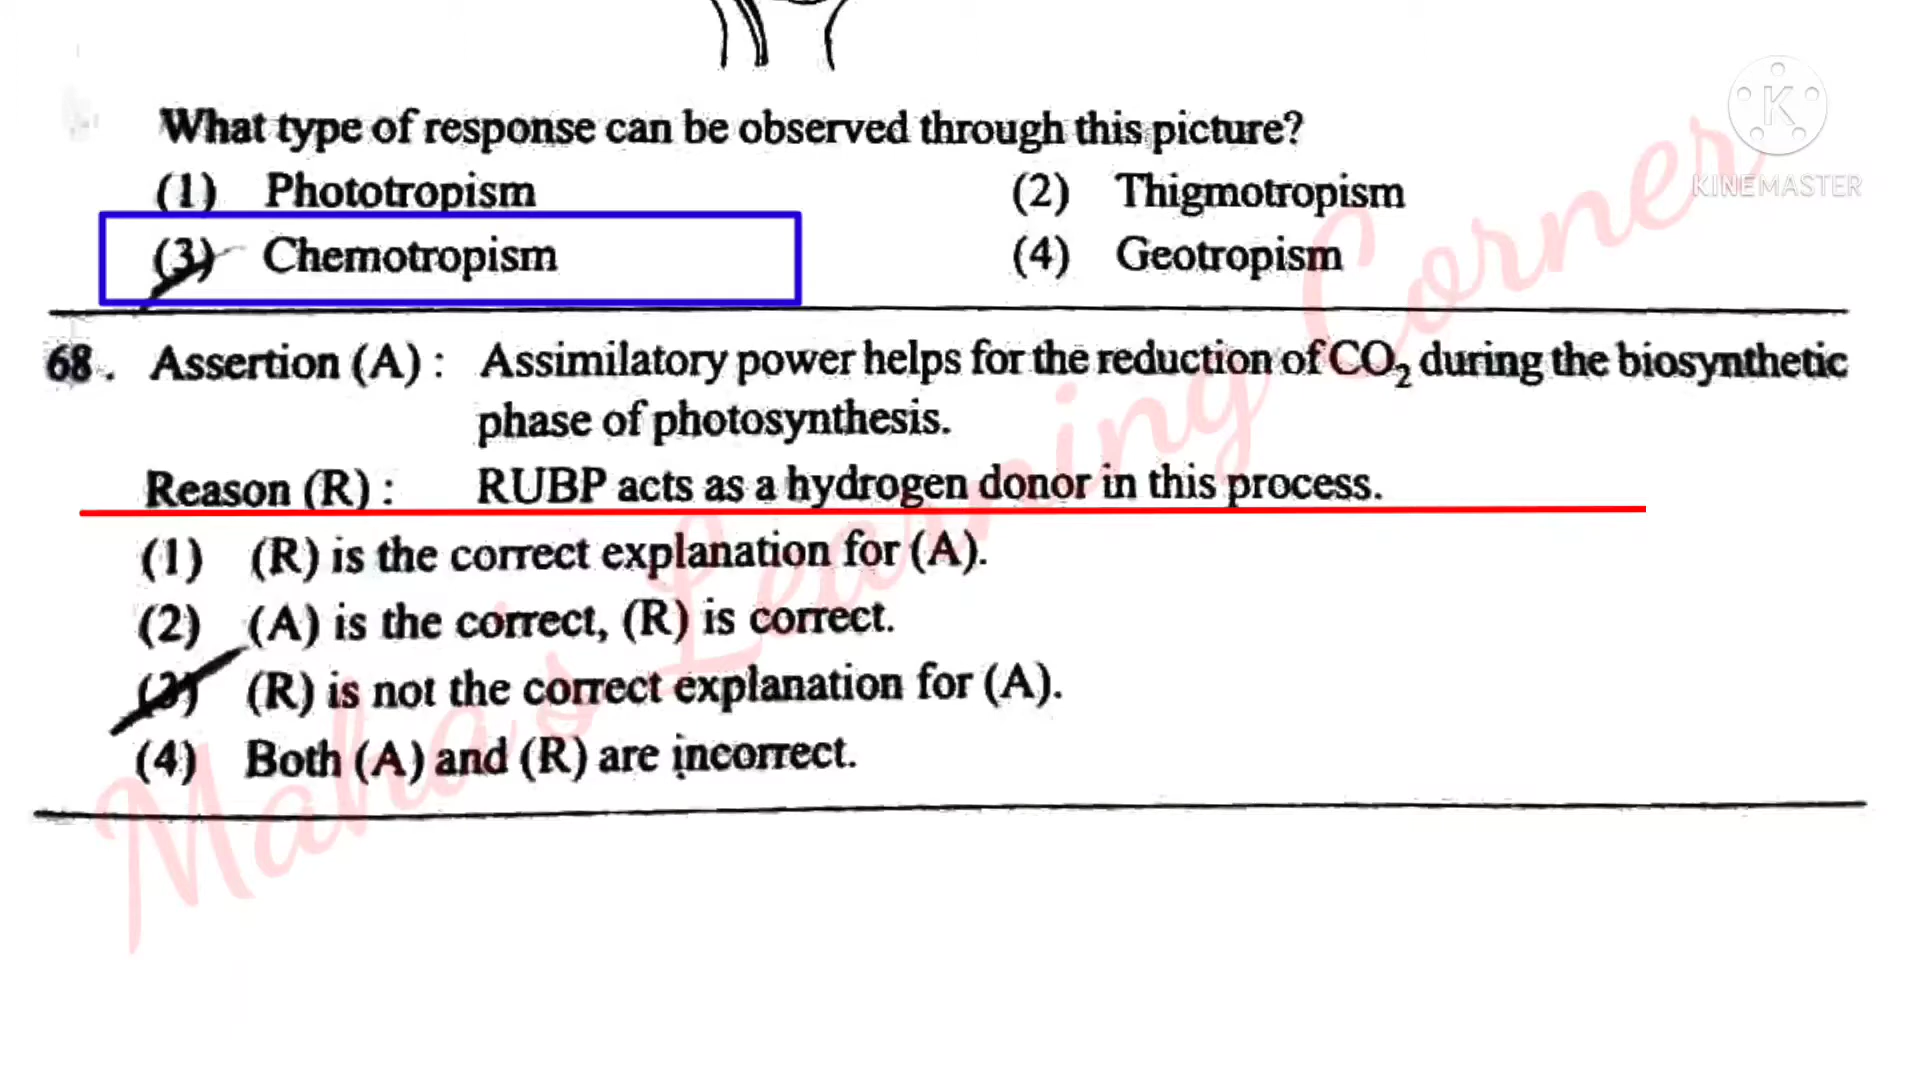 K
KINEMASTER
What type of response can be observed through this picture?
(1) Phototropism (2) Thigmotropism
(3) Chemotropism (4) Geotropism
68. Assertion (A) : Assimilatory power helps for the reduction of CO₂ during the biosynthetic
phase of photosynthesis.
Reason (R) : RUBP acts as a hydrogen donor in this process.
(1) (R) is the correct explanation for (A).
(2) (A) is the correct, (R) is correct.
(3) (R) is not the correct explanation for (A).
(4) Both (A) and (R) are incorrect.
Maha's Learning Corner